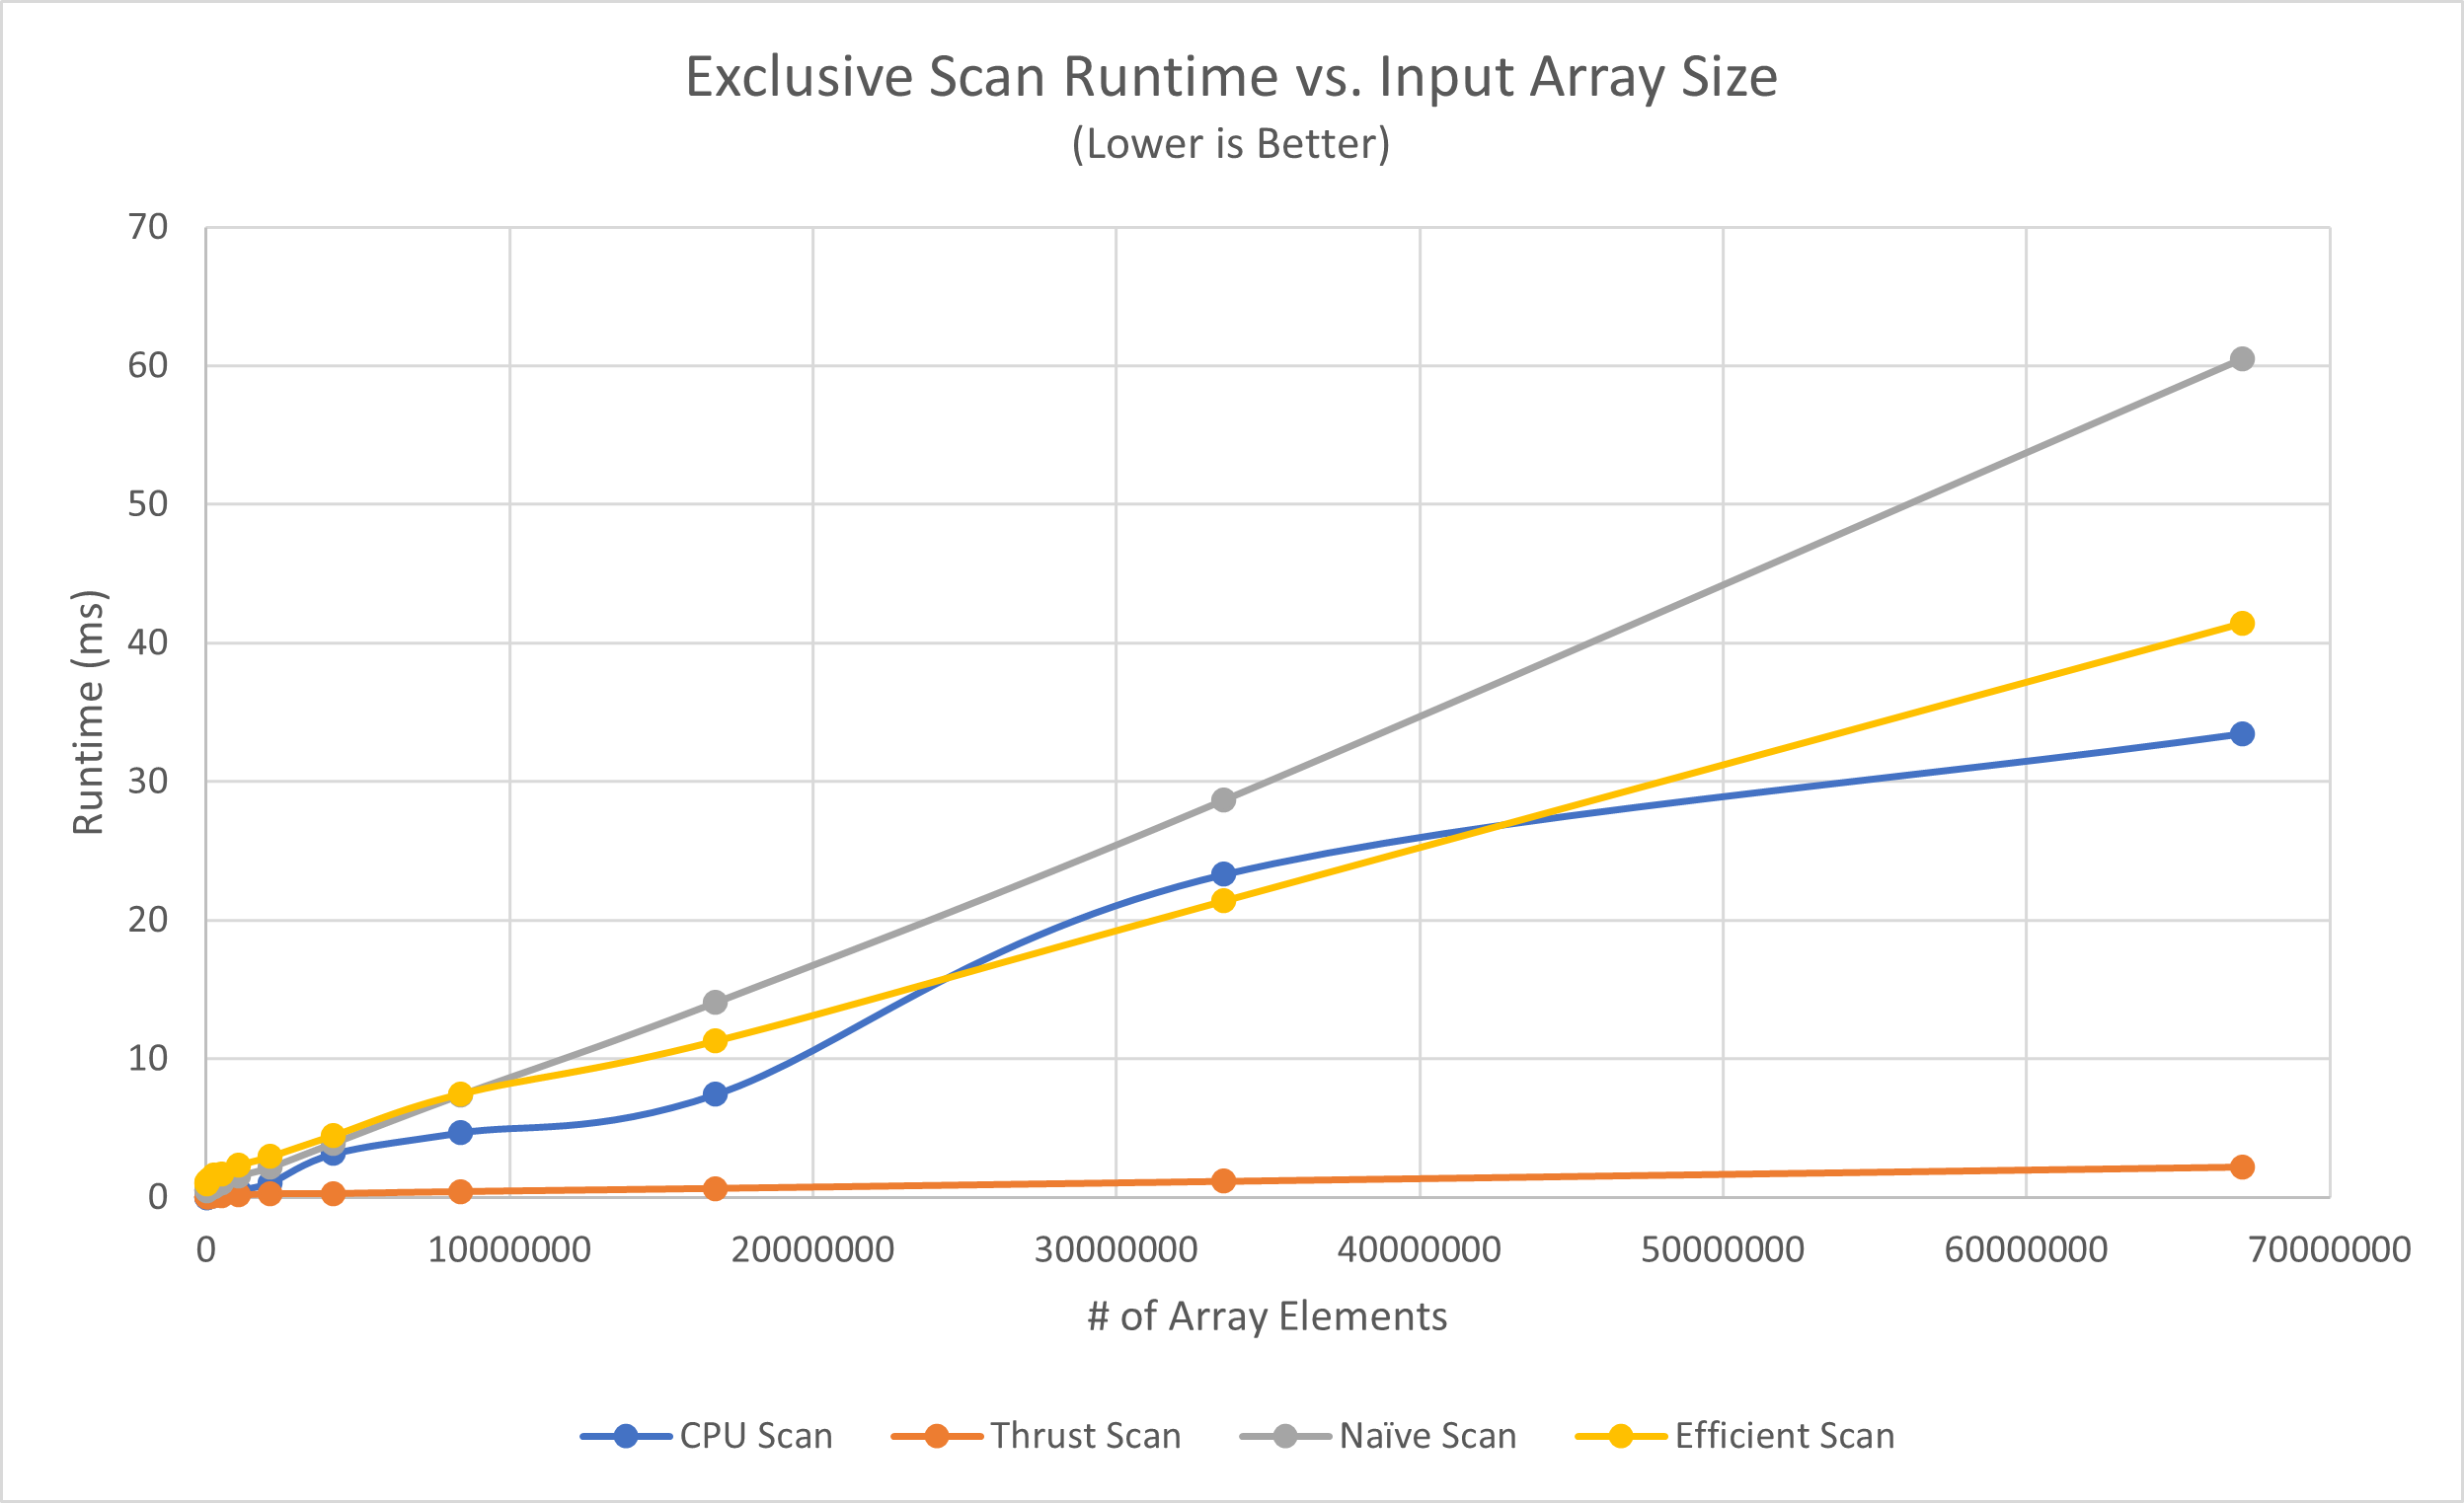 Exclusive Scan Runtime vs. Input Array Size
(Lower is Better)
70
60
50
40
30
20
10
0
Runtime (ms)
0 10000000 20000000 30000000 40000000 50000000 60000000 70000000
# of Array Elements
CPU Scan Thrust Scan Naïve Scan Efficient Scan